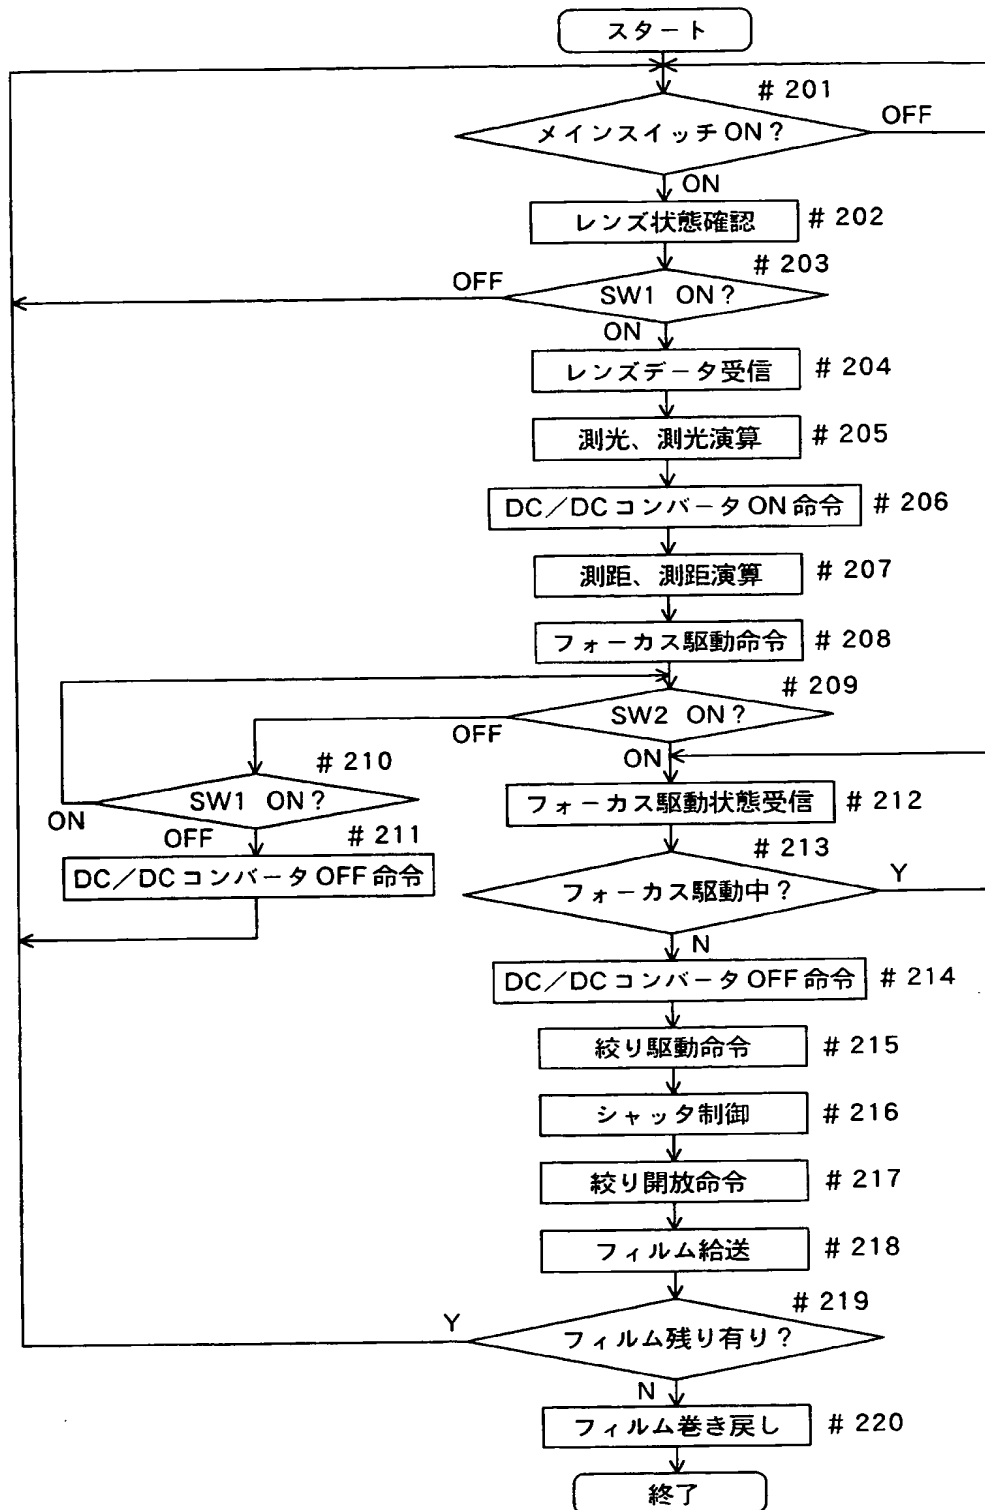 スタート
# 201
メインスイッチON?
OFF
ON
レンズ状態確認
# 202
# 203
OFF
SW1 ON?
ON
レンズデータ受信
# 204
測光、測光演算
# 205
DC/DCコンバータON命令
# 206
測距、測距演算
# 207
フォーカス駆動命令
# 208
# 209
SW2 ON?
OFF
ON
# 210
SW1 ON?
ON
OFF
# 211
DC/DCコンバータOFF命令
フォーカス駆動状態受信
# 212
# 213
フォーカス駆動中?
Y
N
DC/DCコンバータOFF命令
# 214
絞り駆動命令
# 215
シャッタ制御
# 216
絞り開放命令
# 217
フィルム給送
# 218
# 219
Y
フィルム残り有り?
N
フィルム巻き戻し
# 220
終了